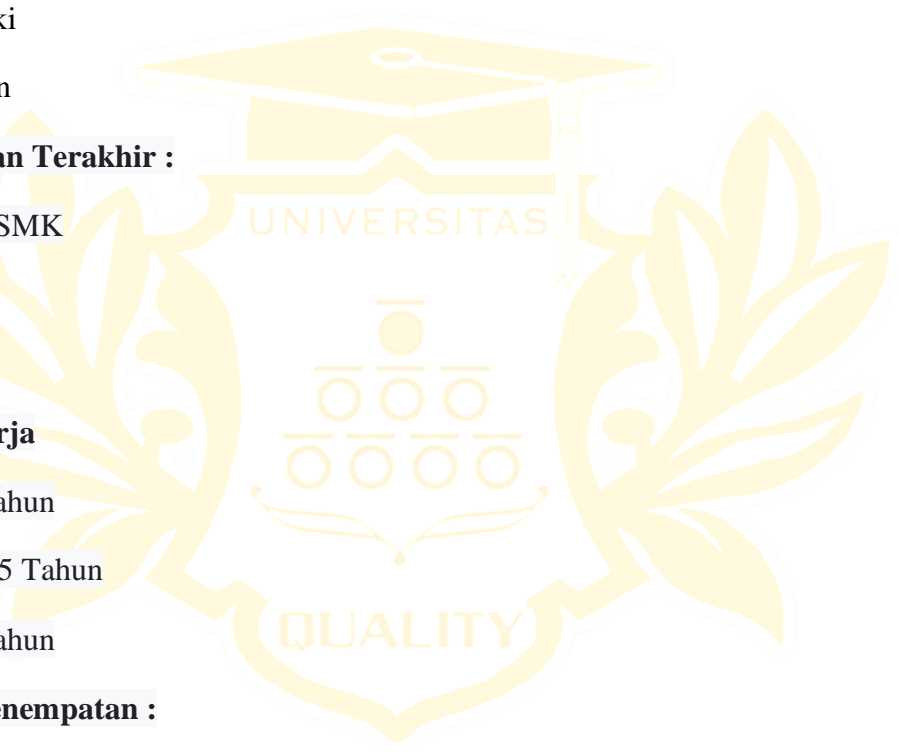 ki
n
an Terakhir :
SMK
UNIVERSITAS
rja
ahun
5 Tahun
QUALITY
ahun
enempatan :